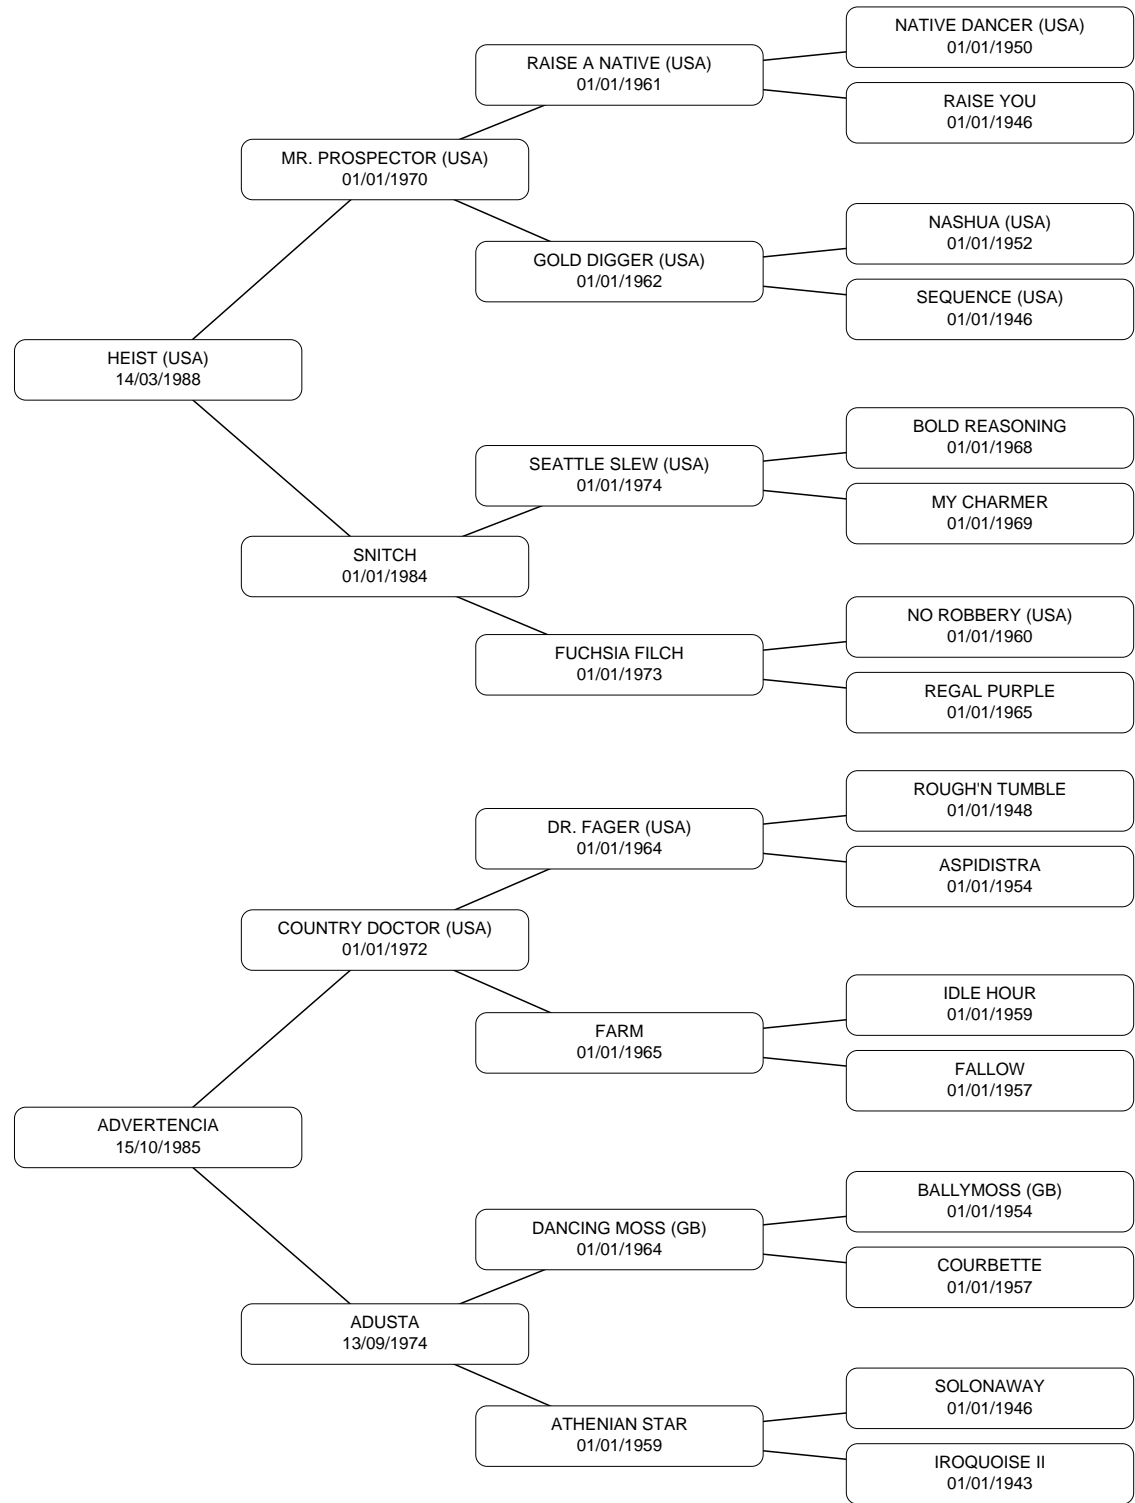 NATIVE DANCER (USA)
01/01/1950
RAISE A NATIVE (USA)
01/01/1961
RAISE YOU
01/01/1946
MR. PROSPECTOR (USA)
01/01/1970
NASHUA (USA)
01/01/1952
GOLD DIGGER (USA)
01/01/1962
SEQUENCE (USA)
01/01/1946
HEIST (USA)
14/03/1988
BOLD REASONING
01/01/1968
SEATTLE SLEW (USA)
01/01/1974
MY CHARMER
01/01/1969
SNITCH
01/01/1984
NO ROBBERY (USA)
01/01/1960
FUCHSIA FILCH
01/01/1973
REGAL PURPLE
01/01/1965
ROUGH'N TUMBLE
01/01/1948
DR. FAGER (USA)
01/01/1964
ASPIDISTRA
01/01/1954
COUNTRY DOCTOR (USA)
01/01/1972
IDLE HOUR
01/01/1959
FARM
01/01/1965
FALLOW
01/01/1957
ADVERTENCIA
15/10/1985
BALLYMOSS (GB)
01/01/1954
DANCING MOSS (GB)
01/01/1964
COURBETTE
01/01/1957
ADUSTA
13/09/1974
SOLONAWAY
01/01/1946
ATHENIAN STAR
01/01/1959
IROQUOISE II
01/01/1943